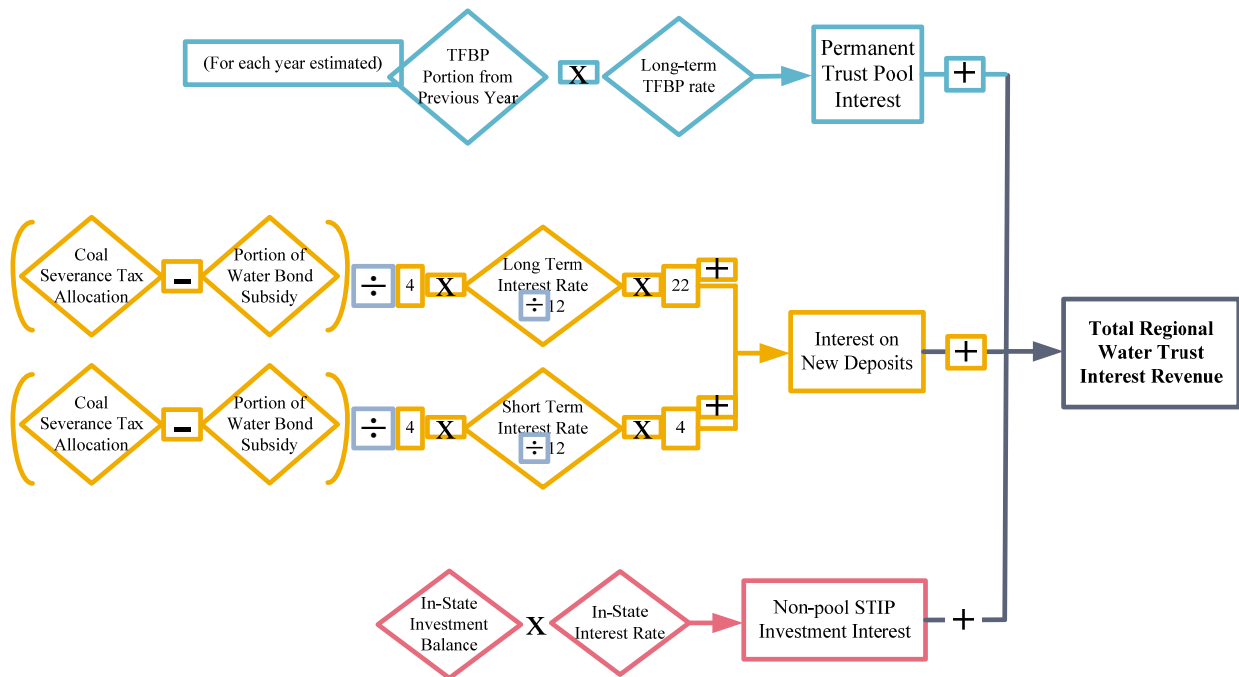 (For each year estimated)
TFBP
Portion from
Previous Year
X
Long-term
TFBP rate
Permanent
Trust Pool
Interest
+
(
Coal
Severance Tax
Allocation
−
Portion of
Water Bond
Subsidy
)
÷
4
X
Long Term
Interest Rate
÷ 12
X
22
+
(
Coal
Severance Tax
Allocation
−
Portion of
Water Bond
Subsidy
)
÷
4
X
Short Term
Interest Rate
÷ 12
X
4
+
Interest on
New Deposits
+
Total Regional
Water Trust
Interest Revenue
In-State
Investment
Balance
X
In-State
Interest Rate
Non-pool STIP
Investment Interest
+